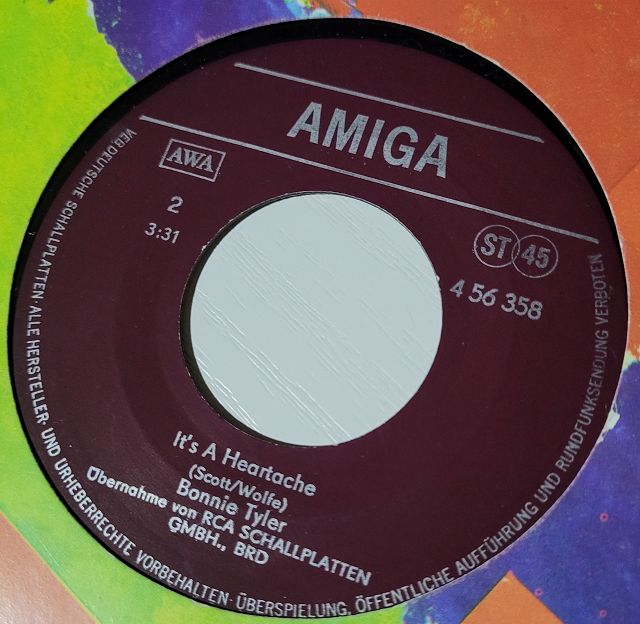 AMIGA
AWA
2
3:31
ST 45
4 56 358
It's A Heartache
(Scott/Wolfe)
Bonnie Tyler
Übernahme von RCA SCHALLPLATTEN
GMBH., BRD
VEB DEUTSCHE SCHALLPLATTEN · ALLE HERSTELLER- UND URHEBERRECHTE VORBEHALTEN · ÜBERSPIELUNG, ÖFFENTLICHE AUFFÜHRUNG UND RUNDFUNKSENDUNG VERBOTEN